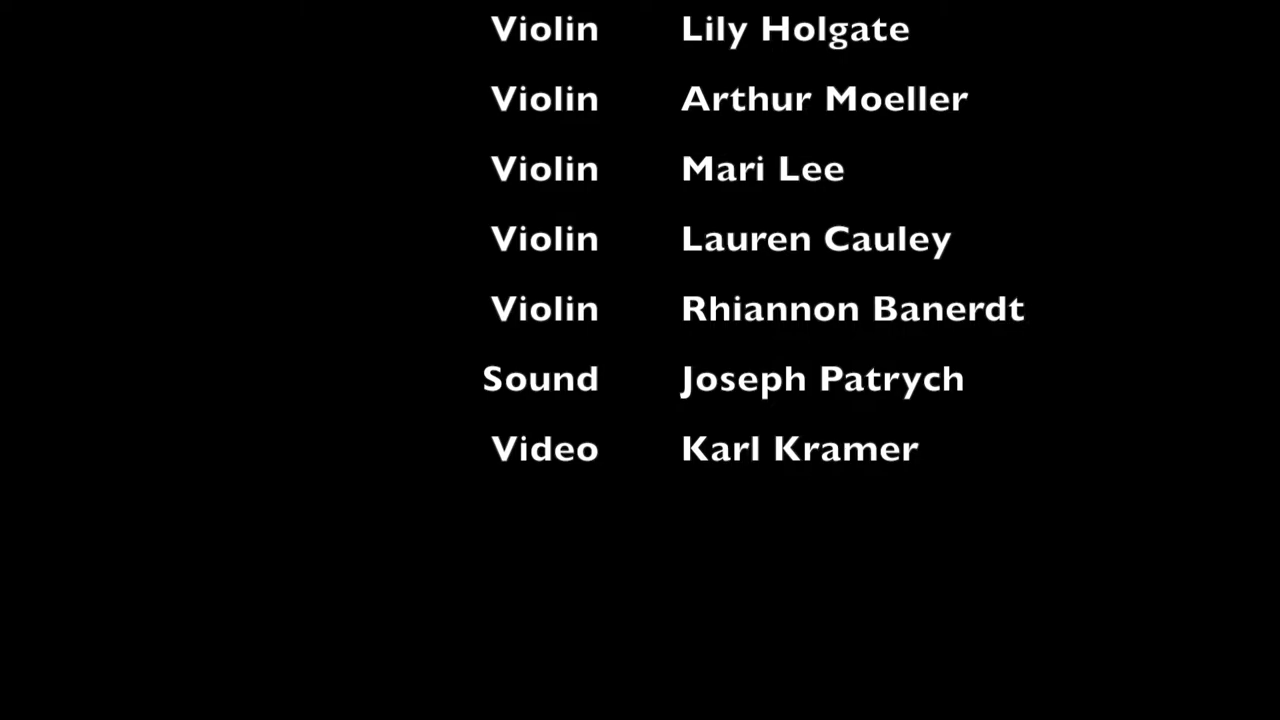 Violin Lily Holgate
Violin Arthur Moeller
Violin Mari Lee
Violin Lauren Cauley
Violin Rhiannon Banerdt
Sound Joseph Patrych
Video Karl Kramer